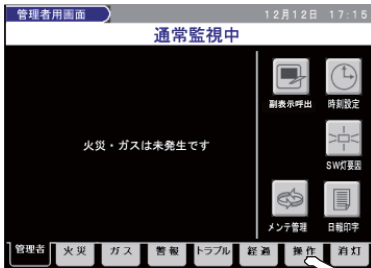 管理者用画面 12月12日 17:15
通常監視中
副表示呼出 時刻設定
火災・ガスは未発生です
SW灯要因
メンテ管理 日報印字
管理者 火災 ガス 警報 トラブル 経過 操作 消灯